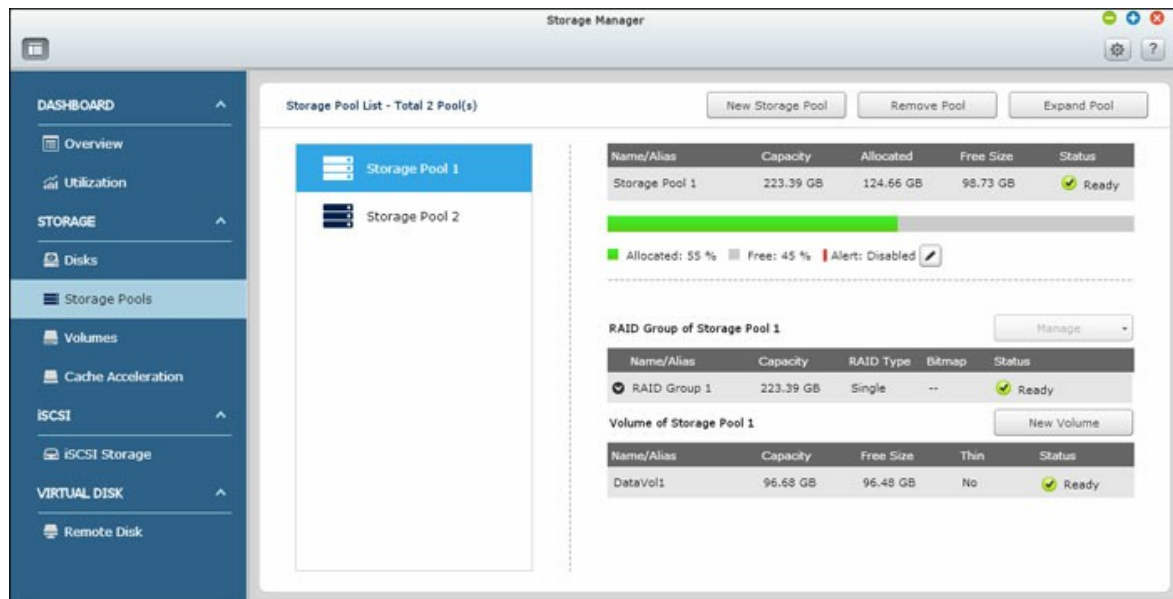 Storage Manager
?
DASHBOARD
Overview
Utilization
STORAGE
Disks
Storage Pools
Volumes
Cache Acceleration
iSCSI
iSCSI Storage
VIRTUAL DISK
Remote Disk
Storage Pool List - Total 2 Pool(s)
New Storage Pool Remove Pool Expand Pool
Storage Pool 1
Storage Pool 2
Name/Alias Capacity Allocated Free Size Status
Storage Pool 1 223.39 GB 124.66 GB 98.73 GB Ready
Allocated: 55 % Free: 45 % Alert: Disabled
RAID Group of Storage Pool 1 Manage
Name/Alias Capacity RAID Type Bitmap Status
RAID Group 1 223.39 GB Single -- Ready
Volume of Storage Pool 1 New Volume
Name/Alias Capacity Free Size Thin Status
DataVol1 96.68 GB 96.48 GB No Ready